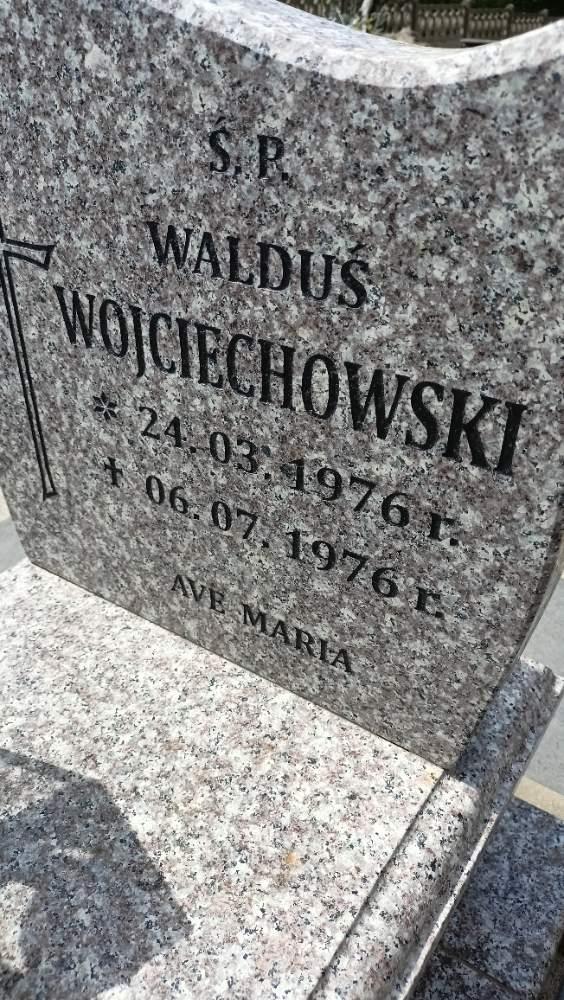 Ś. P.
WALDUŚ
WOJCIECHOWSKI
* 24. 03. 1976 r.
✝ 06. 07. 1976 r.
AVE MARIA